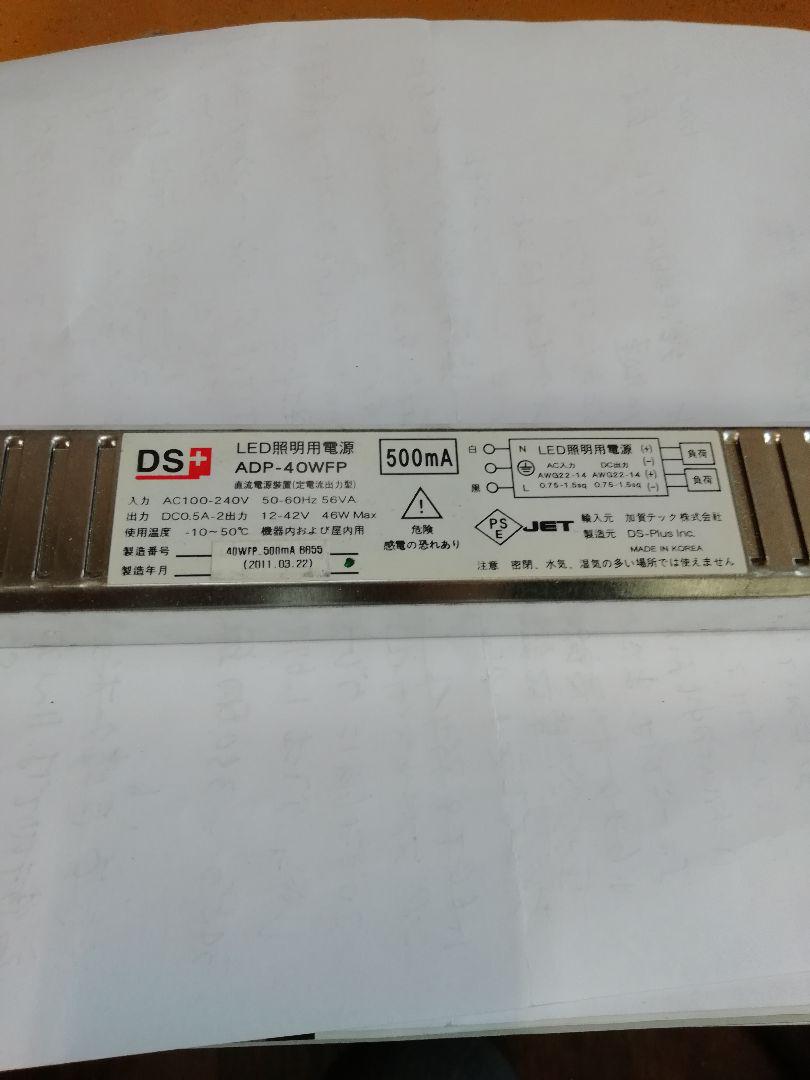 DS+
LED照明用電源
ADP-40WFP
直流電源装置(定電流出力型)
入力 AC100-240V 50-60Hz 56VA
出力 DC0.5A-2出力 12-42V 46W Max
使用温度 -10～50℃ 機器内および屋内用
製造番号 40WFP_500mA BR55
製造年月 (2011.03.22)
500mA
!
危険
感電の恐れあり
白 N
黒 L
LED照明用電源 (+)
AC入力 DC出力 (-)
AWG22-14 AWG22-14 (+)
0.75-1.5sq 0.75-1.5sq (-)
負荷
負荷
PS
E
JET
輸入元 加賀テック株式会社
製造元 DS-Plus Inc.
MADE IN KOREA
注意 密閉、水気、湿気の多い場所では使えません